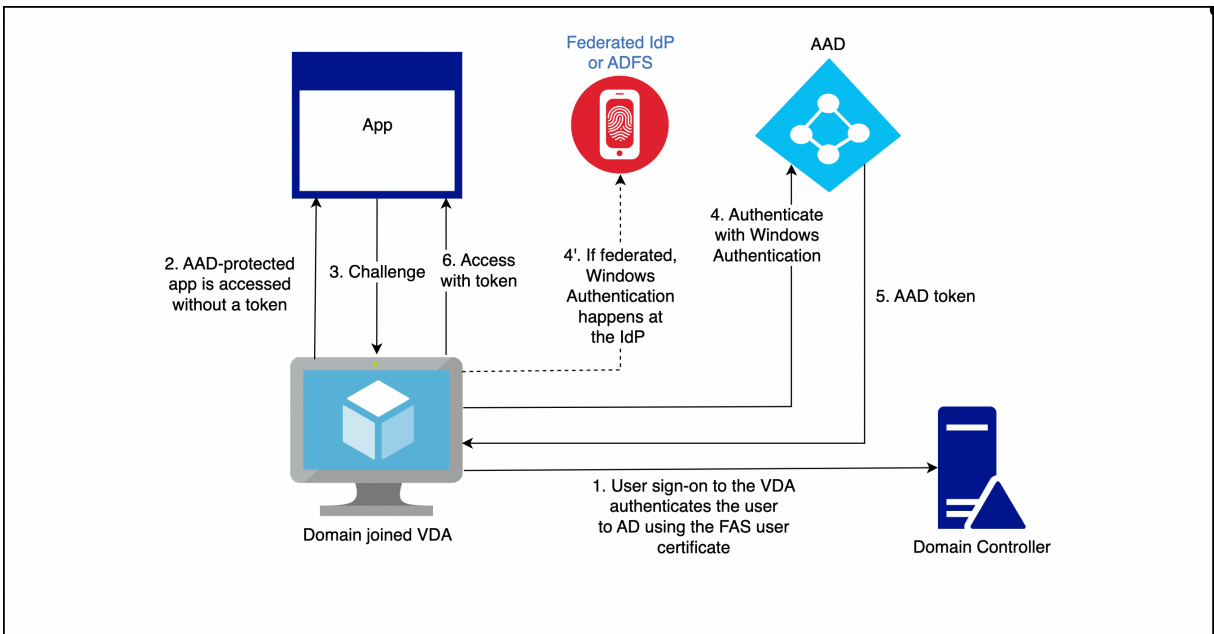 Federated IdP
or ADFS
AAD
App
2. AAD-protected
app is accessed
without a token
3. Challenge
6. Access
with token
4'. If federated,
Windows
Authentication
happens at
the IdP
4. Authenticate
with Windows
Authentication
5. AAD token
1. User sign-on to the VDA
authenticates the user
to AD using the FAS user
certificate
Domain joined VDA
Domain Controller